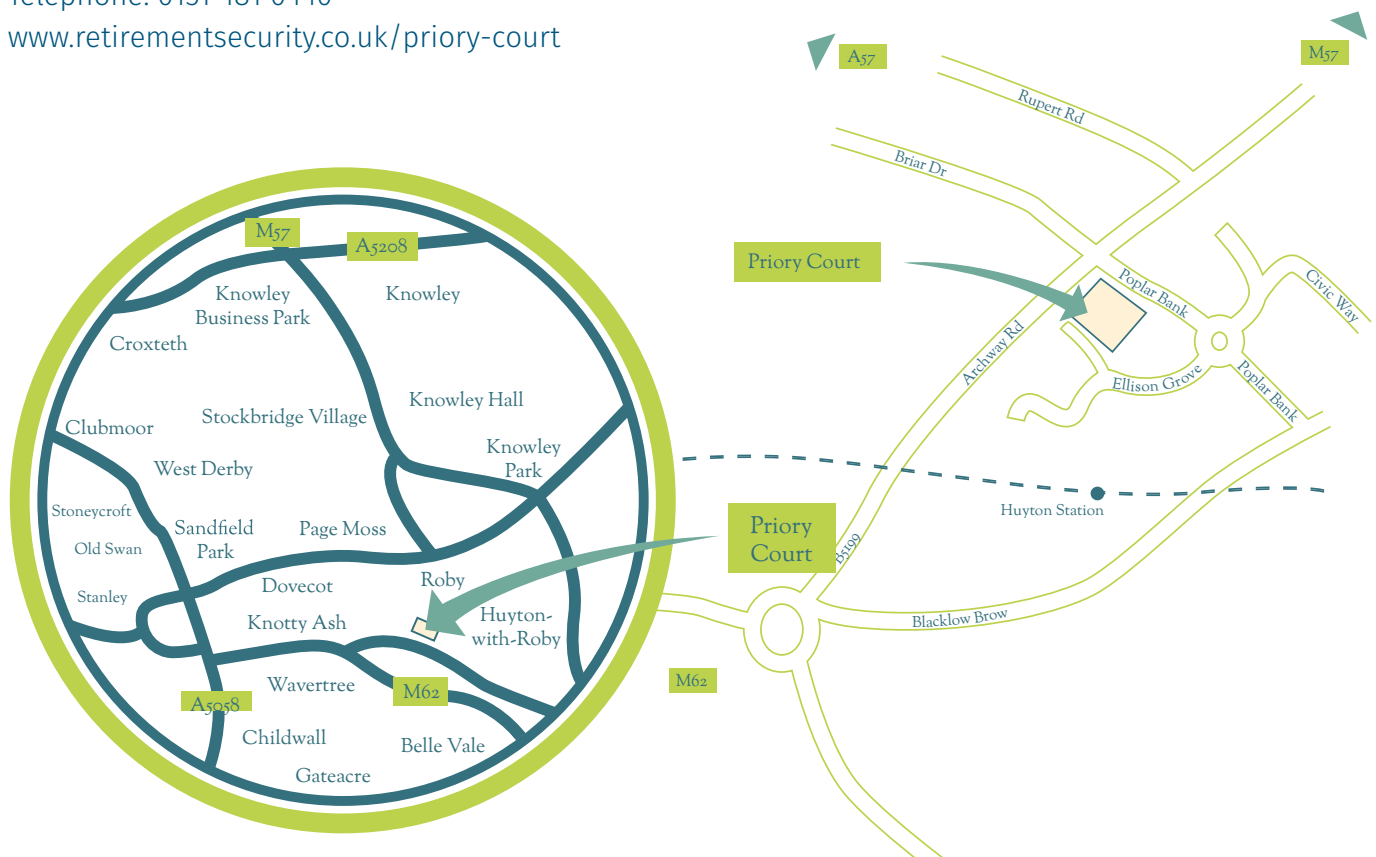 www.retirementsecurity.co.uk/priory-court
A57
M57
Rupert Rd
Briar Dr
Priory Court
Poplar Bank
Civic Way
Archway Rd
Ellison Grove
Poplar Bank
Huyton Station
B5199
Blacklow Brow
M62
Priory
Court
M57
A5208
Knowley
Business Park
Knowley
Croxteth
Stockbridge Village
Knowley Hall
Clubmoor
West Derby
Knowley
Park
Stoneycroft
Old Swan
Sandfield
Park
Page Moss
Stanley
Dovecot
Roby
Knotty Ash
Huyton-
with-Roby
Wavertree
M62
A5058
Childwall
Belle Vale
Gateacre